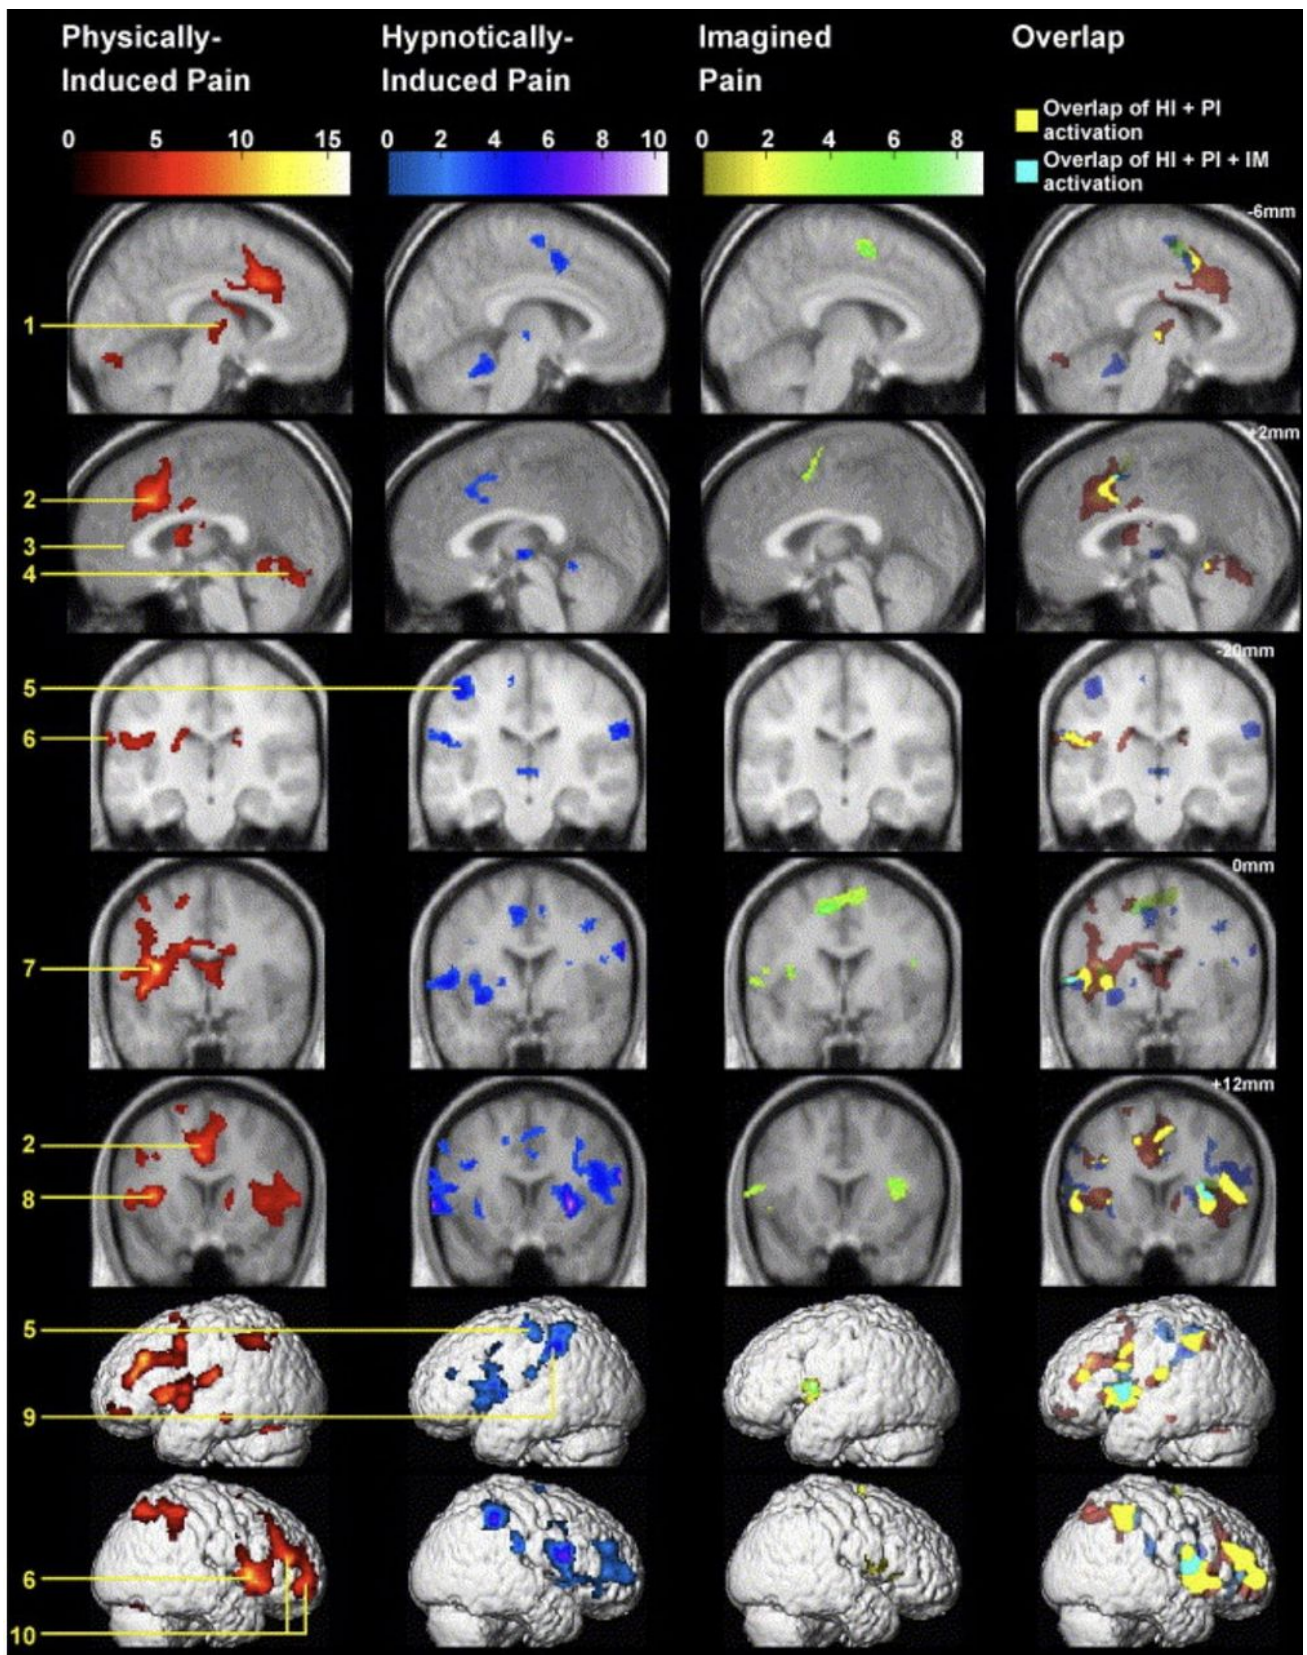 Physically-
Induced Pain
Hypnotically-
Induced Pain
Imagined
Pain
Overlap
0 5 10 15
0 2 4 6 8 10
0 2 4 6 8
Overlap of HI + PI
activation
Overlap of HI + PI + IM
activation
-6mm
1
+2mm
2
3
4
-20mm
5
6
0mm
7
+12mm
2
8
5
9
6
10